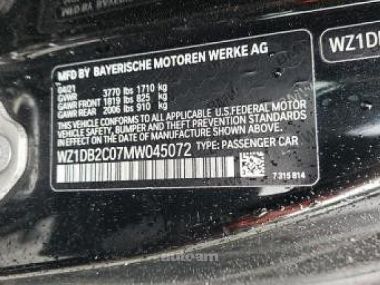 MFD BY BAYERISCHE MOTOREN WERKE AG
04/21
GVWR 3770 lbs 1710 kg
GAWR FRONT 1819 lbs 825 kg
GAWR REAR 2006 lbs 910 kg
THIS VEHICLE CONFORMS TO ALL APPLICABLE U.S. FEDERAL MOTOR
VEHICLE SAFETY, BUMPER, AND THEFT PREVENTION STANDARDS
IN EFFECT ON THE DATE OF MANUFACTURE SHOWN ABOVE.
WZ1DB2C07MW045072 TYPE: PASSENGER CAR
7 315 814
WZ1D
autoam